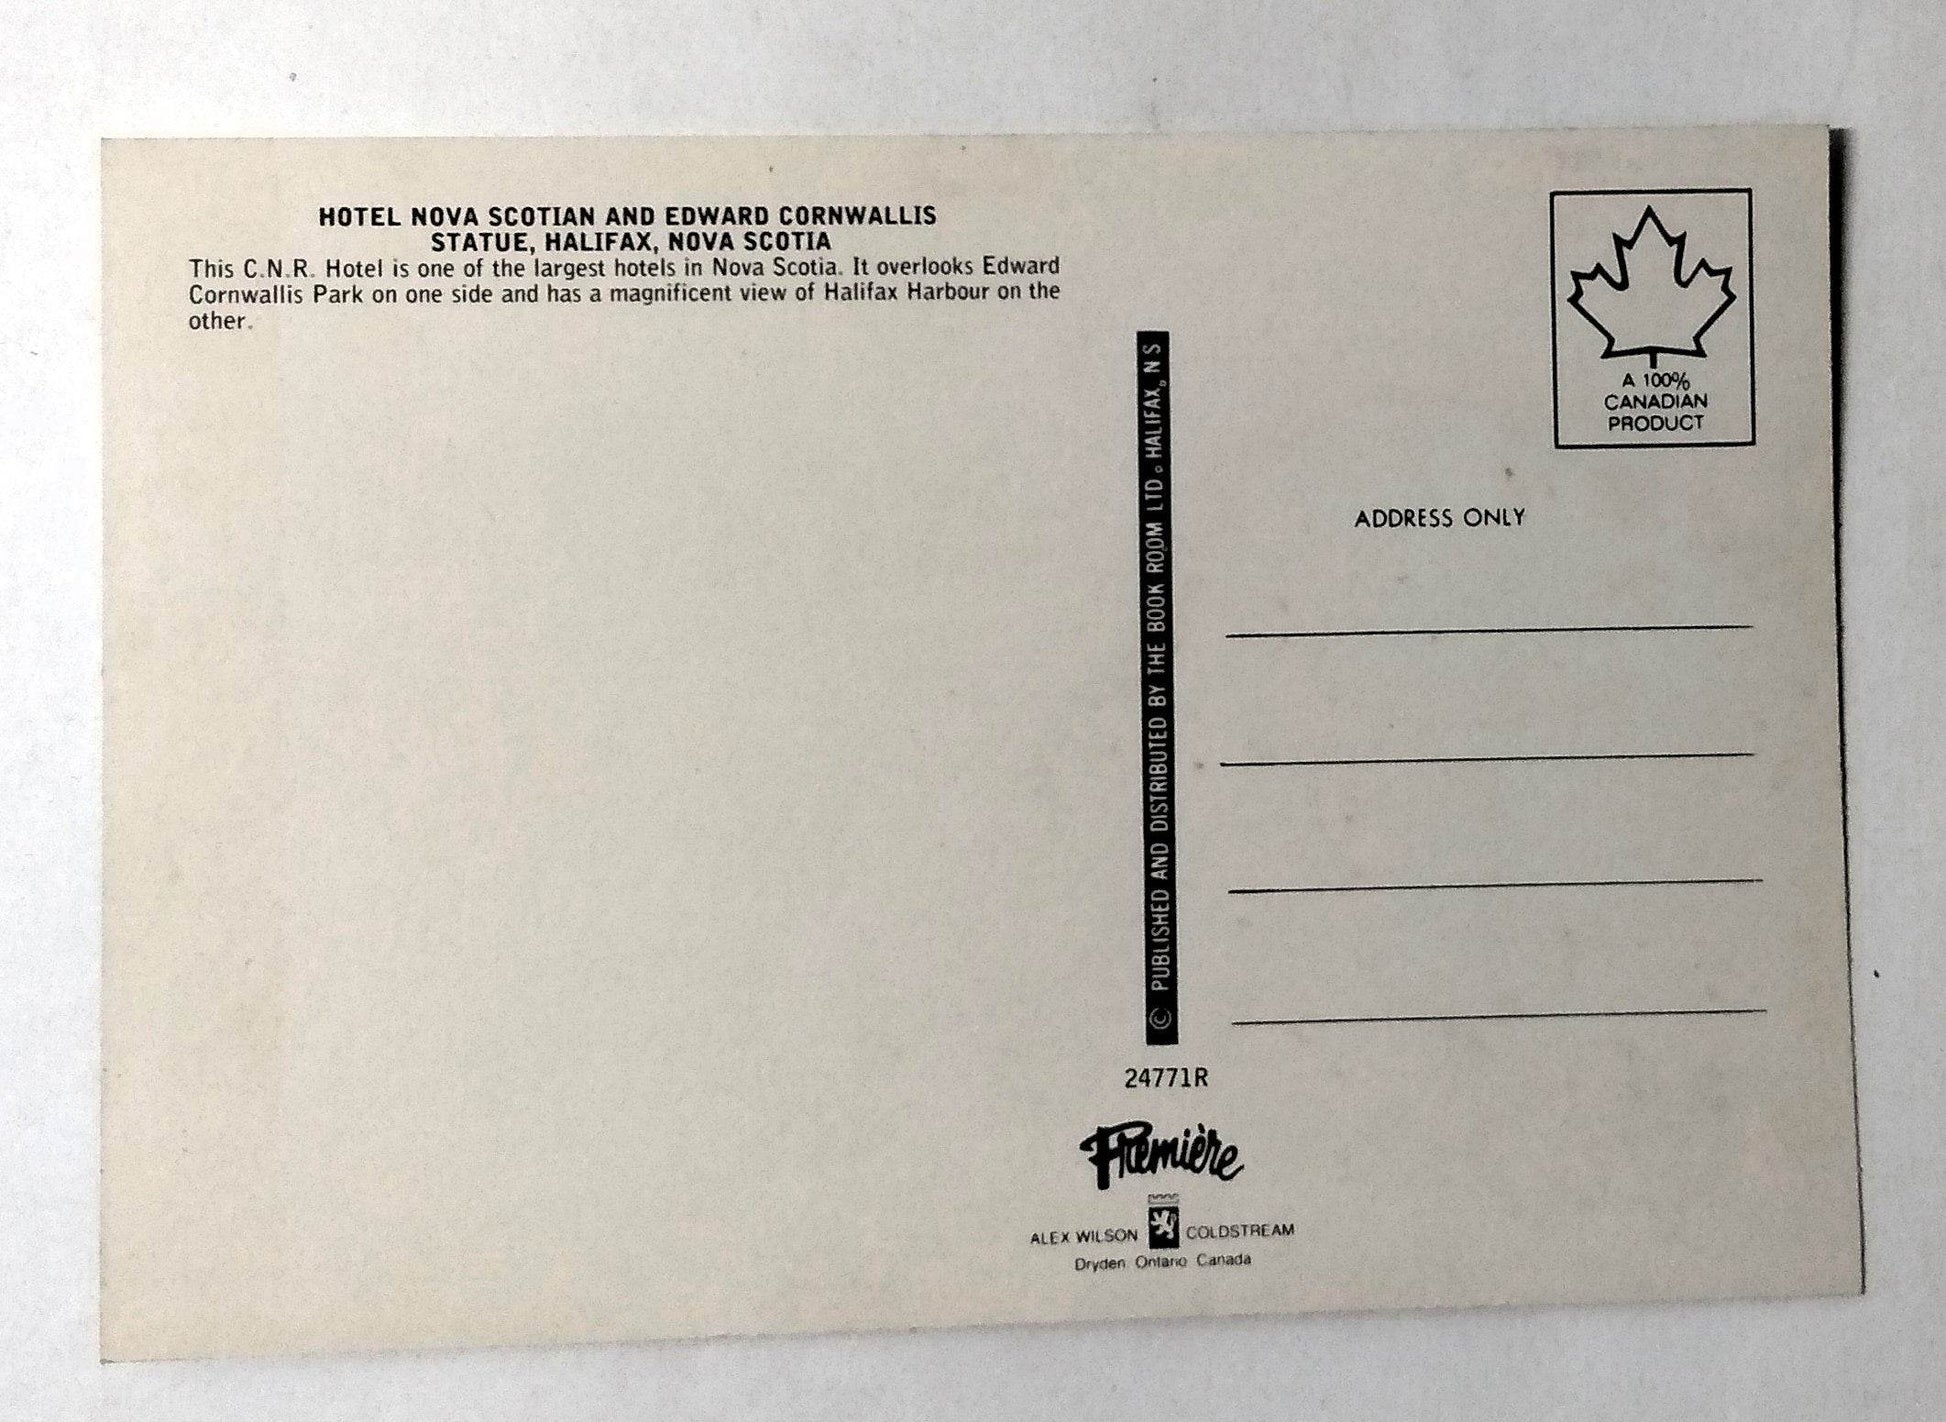 HOTEL NOVA SCOTIAN AND EDWARD CORNWALLIS
STATUE, HALIFAX, NOVA SCOTIA
This C.N.R. Hotel is one of the largest hotels in Nova Scotia. It overlooks Edward
Cornwallis Park on one side and has a magnificent view of Halifax Harbour on the
other.
A 100%
CANADIAN
PRODUCT
ADDRESS ONLY
© PUBLISHED AND DISTRIBUTED BY THE BOOK ROOM LTD. HALIFAX, N S
24771R
Première
ALEX WILSON COLDSTREAM
Dryden Ontario Canada